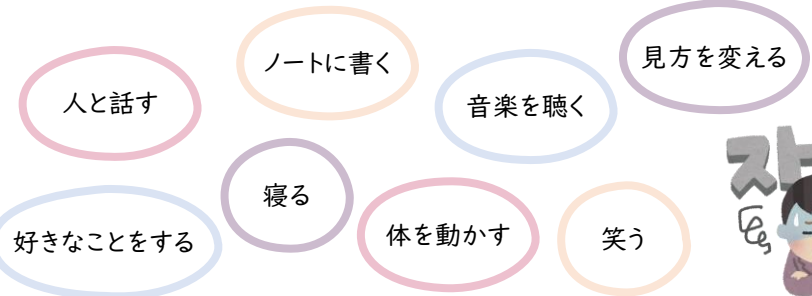 人と話す
ノートに書く
音楽を聴く
見方を変える
好きなことをする
寝る
体を動かす
笑う
スト